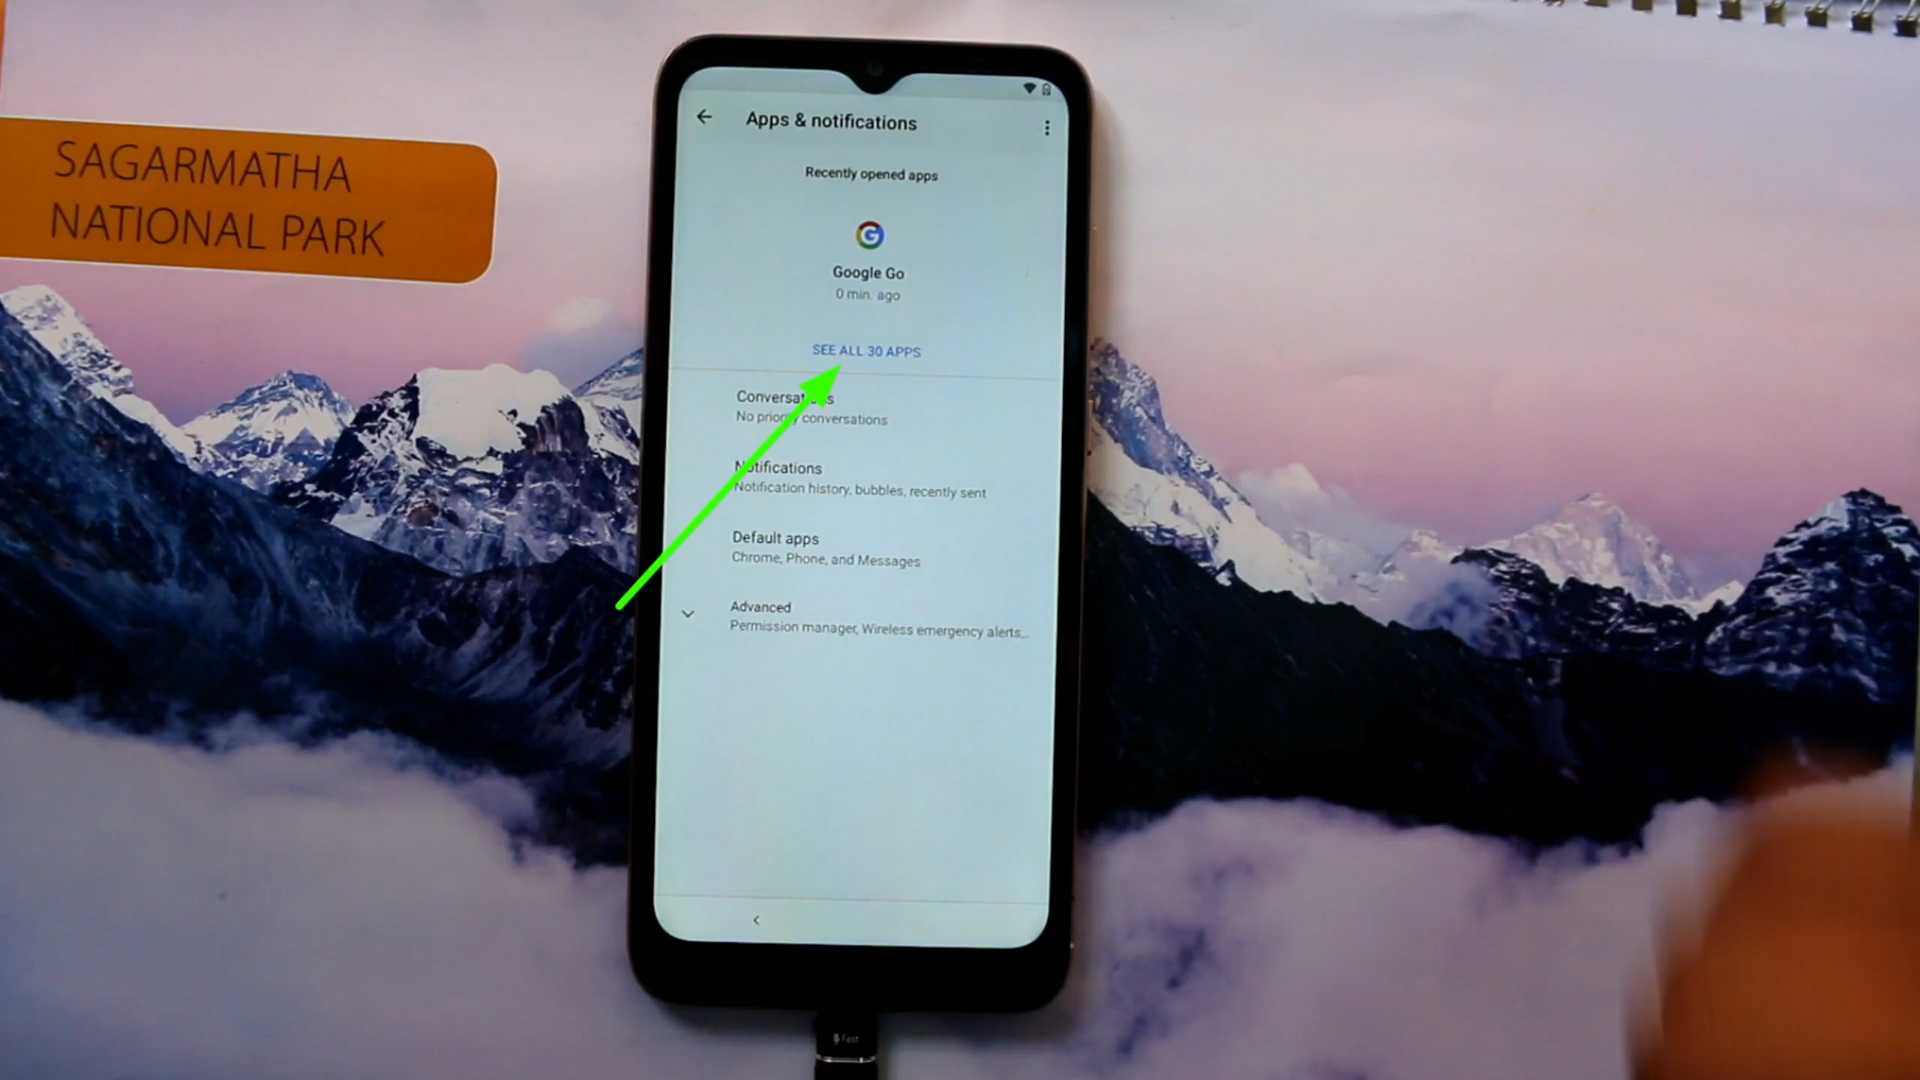 SAGARMATHA
NATIONAL PARK
Apps & notifications
Recently opened apps
G
Google Go
0 min. ago
SEE ALL 30 APPS
Conversations
No priority conversations
Notifications
Notification history, bubbles, recently sent
Default apps
Chrome, Phone, and Messages
Advanced
Permission manager, Wireless emergency alerts,..
Fast